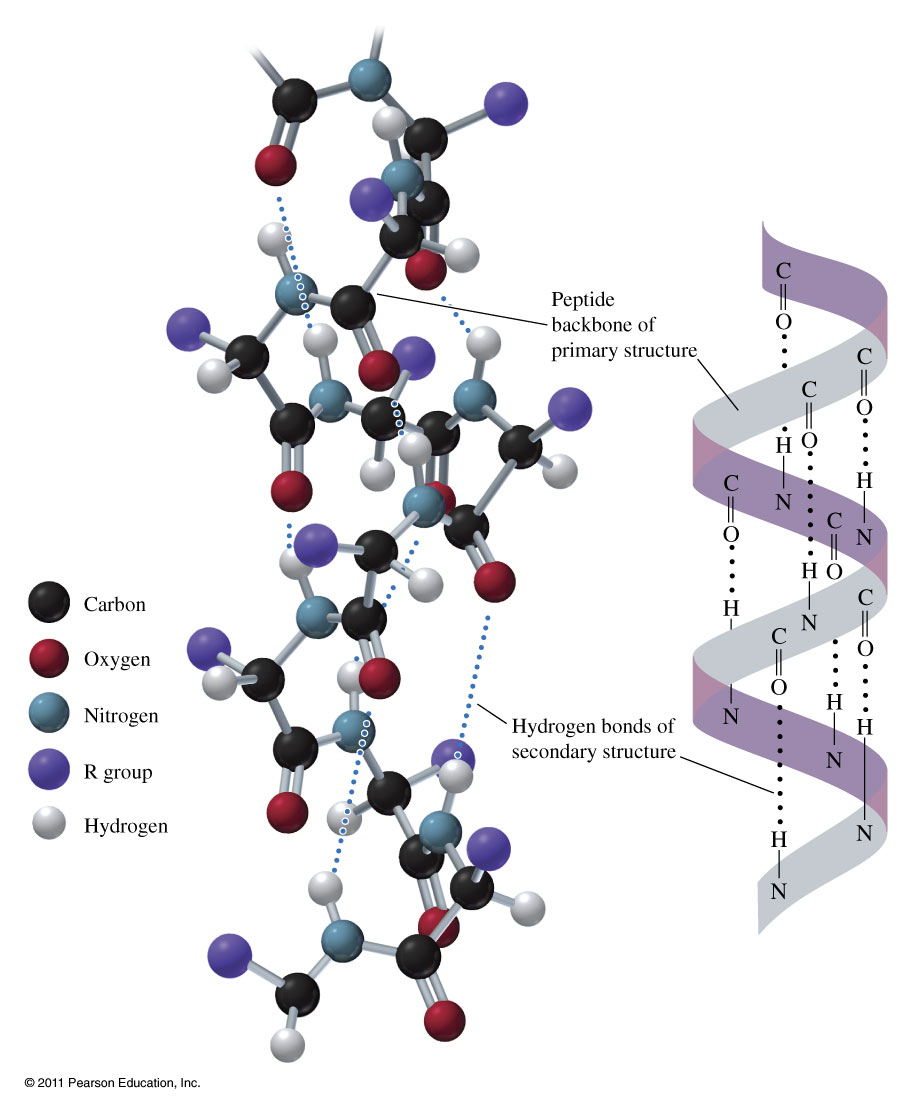 Peptide
backbone of
primary structure
C
O
C
O
C
O
H
N
H
N
C
O
C
O
H
N
H
N
C
O
C
O
H
N
H
N
H
N
Carbon
Oxygen
Nitrogen
R group
Hydrogen
Hydrogen bonds of
secondary structure
© 2011 Pearson Education, Inc.